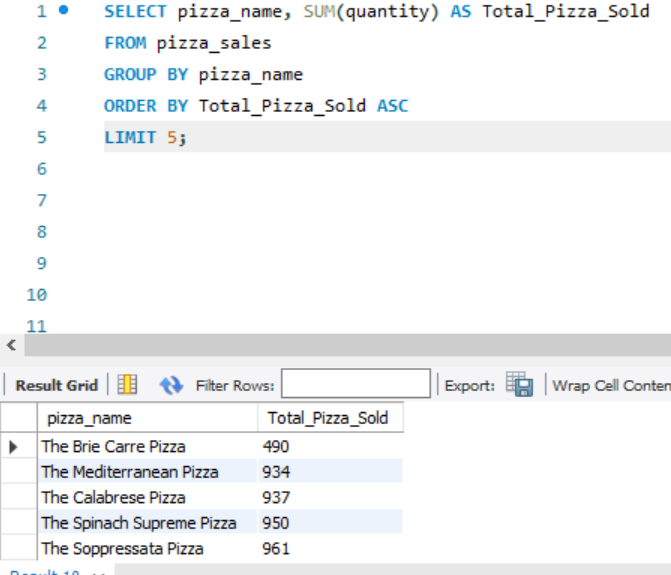 1 SELECT pizza_name, SUM(quantity) AS Total_Pizza_Sold
2 FROM pizza_sales
3 GROUP BY pizza_name
4 ORDER BY Total_Pizza_Sold ASC
5 LIMIT 5;
6
7
8
9
10
11
Result Grid Filter Rows: Export: Wrap Cell Conten
pizza_name Total_Pizza_Sold
The Brie Carre Pizza 490
The Mediterranean Pizza 934
The Calabrese Pizza 937
The Spinach Supreme Pizza 950
The Soppressata Pizza 961